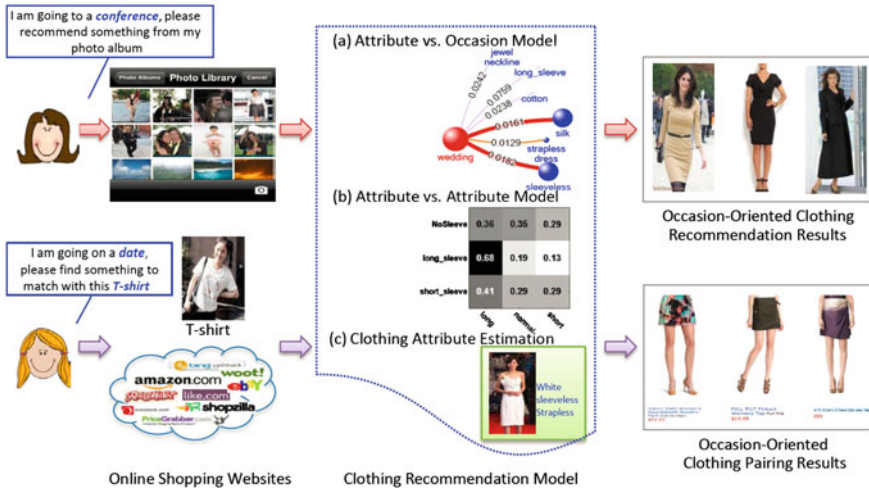 I am going to a conference, please
recommend something from my
photo album
Photo Albums
Photo Library
Cancel
(a) Attribute vs. Occasion Model
jewel
neckline
long_sleeve
cotton
silk
strapless
dress
sleeveless
wedding
0.0242
0.0759
0.0238
0.0161
0.0129
0.0182
Occasion-Oriented Clothing
Recommendation Results
(b) Attribute vs. Attribute Model
NoSleeve 0.36 0.35 0.29
long_sleeve 0.68 0.19 0.13
short_sleeve 0.41 0.29 0.29
long normal short
I am going on a date,
please find something to
match with this T-shirt
T-shirt
(c) Clothing Attribute Estimation
White
sleeveless
Strapless
bing cashback!
woot!
amazon.com
ebay
like.com
shopzilla
PriceGrabber.com
Online Shopping Websites
Clothing Recommendation Model
Occasion-Oriented
Clothing Pairing Results